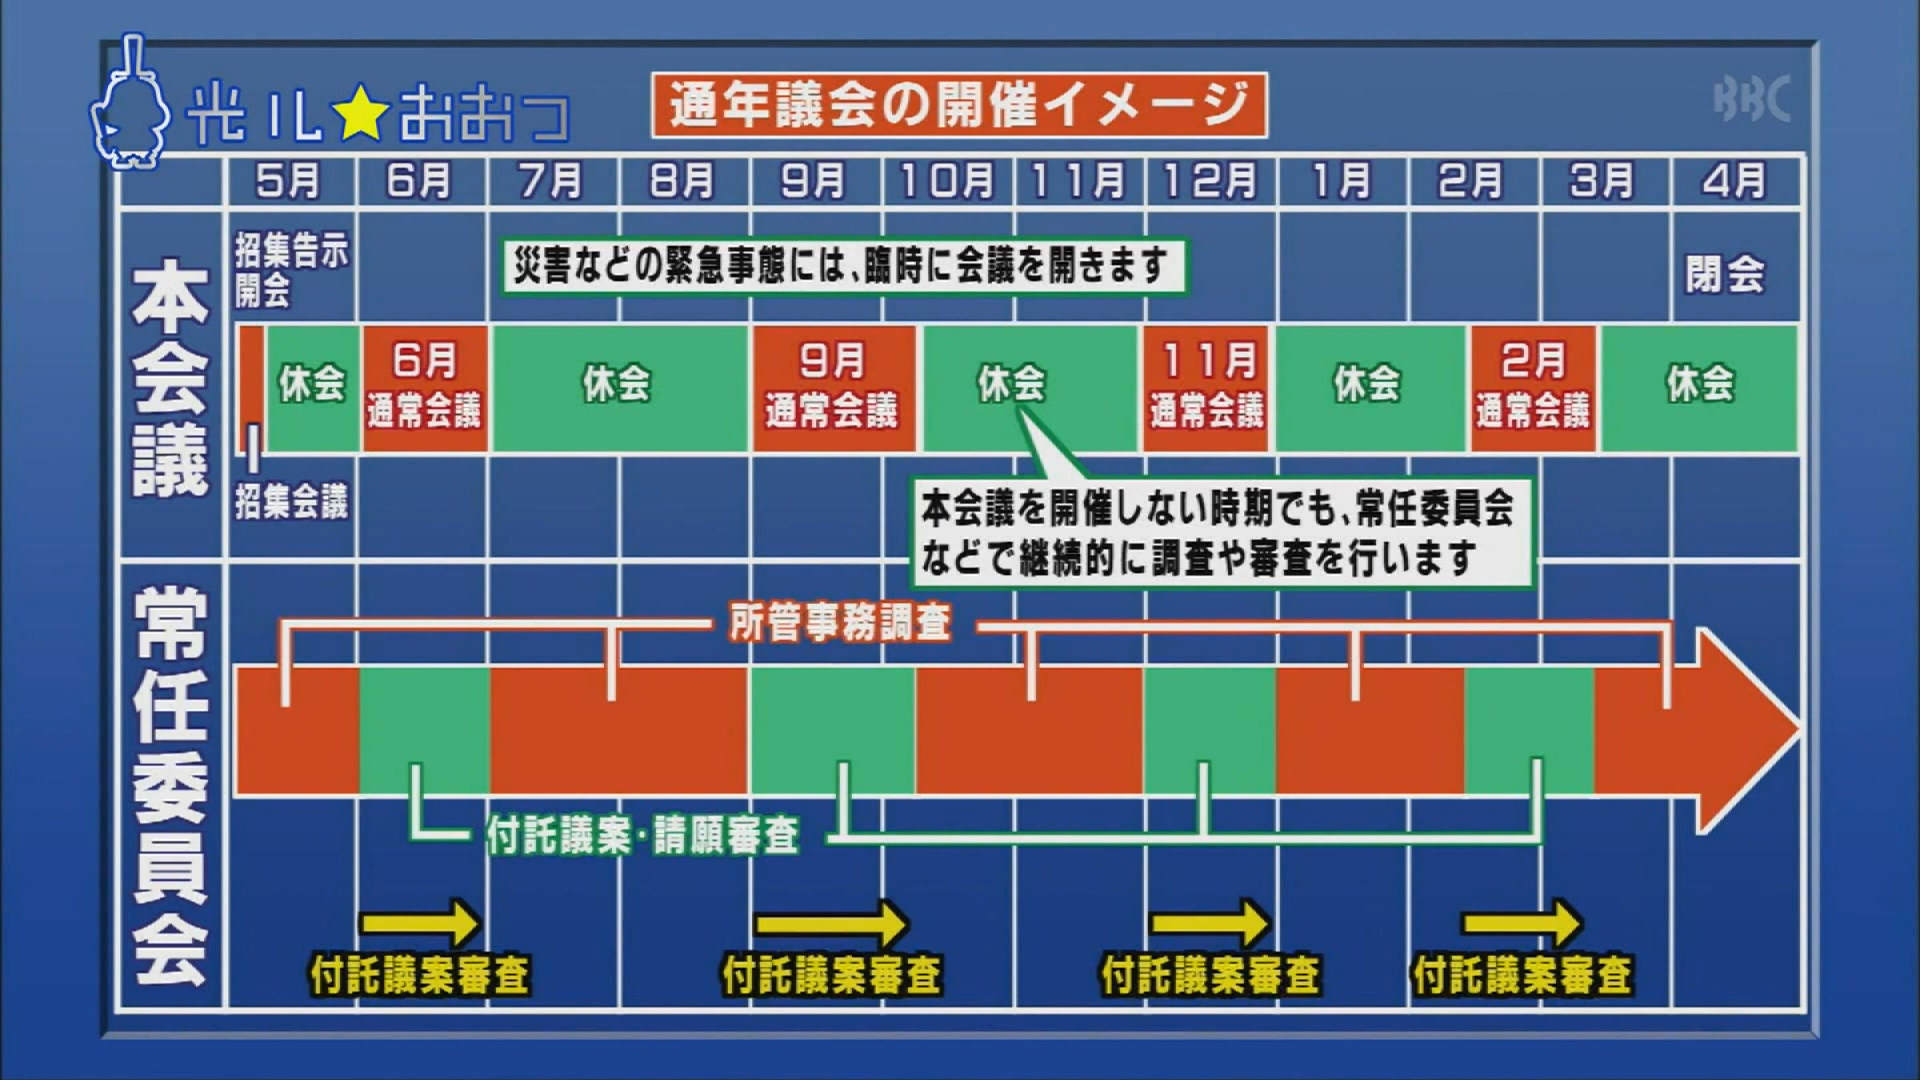 光ル★おおつ
通年議会の開催イメージ
BBC
5月 6月 7月 8月 9月 10月 11月 12月 1月 2月 3月 4月
本会議
招集告示
開会
災害などの緊急事態には、臨時に会議を開きます
閉会
休会
6月
通常会議
休会
9月
通常会議
休会
11月
通常会議
休会
2月
通常会議
休会
招集会議
本会議を開催しない時期でも、常任委員会
などで継続的に調査や審査を行います
常任委員会
所管事務調査
付託議案・請願審査
付託議案審査
付託議案審査
付託議案審査
付託議案審査